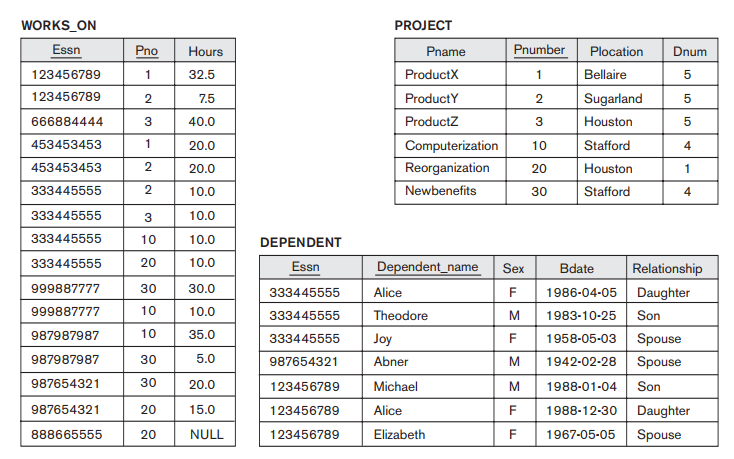 WORKS_ON
Essn Pno Hours
123456789 1 32.5
123456789 2 7.5
666884444 3 40.0
453453453 1 20.0
453453453 2 20.0
333445555 2 10.0
333445555 3 10.0
333445555 10 10.0
333445555 20 10.0
999887777 30 30.0
999887777 10 10.0
987987987 10 35.0
987987987 30 5.0
987654321 30 20.0
987654321 20 15.0
888665555 20 NULL
PROJECT
Pname Pnumber Plocation Dnum
ProductX 1 Bellaire 5
ProductY 2 Sugarland 5
ProductZ 3 Houston 5
Computerization 10 Stafford 4
Reorganization 20 Houston 1
Newbenefits 30 Stafford 4
DEPENDENT
Essn Dependent_name Sex Bdate Relationship
333445555 Alice F 1986-04-05 Daughter
333445555 Theodore M 1983-10-25 Son
333445555 Joy F 1958-05-03 Spouse
987654321 Abner M 1942-02-28 Spouse
123456789 Michael M 1988-01-04 Son
123456789 Alice F 1988-12-30 Daughter
123456789 Elizabeth F 1967-05-05 Spouse